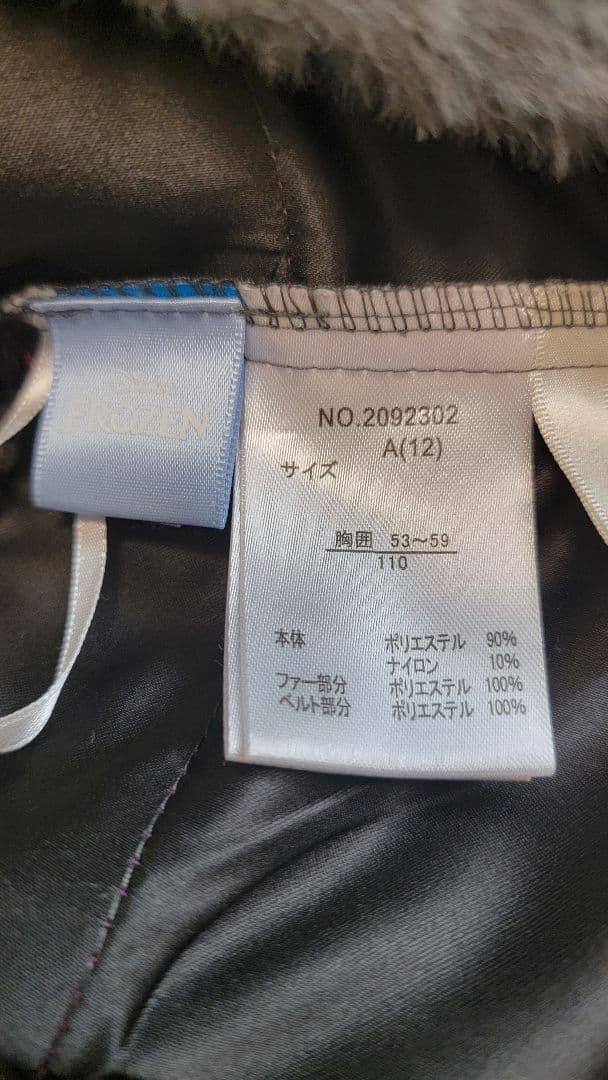 Disney
FROZEN
NO.2092302
A(12)
サイズ
胸囲 53〜59
110
本体 ポリエステル 90%
ナイロン 10%
ファー部分 ポリエステル 100%
ベルト部分 ポリエステル 100%